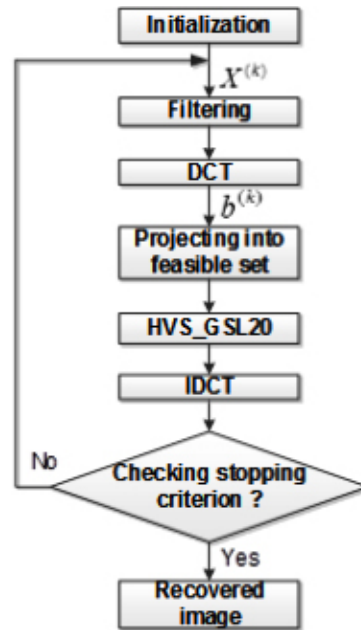 Initialization
X^(k)
Filtering
DCT
b^(k)
Projecting into
feasible set
HVS_GSL20
IDCT
No
Checking stopping
criterion ?
Yes
Recovered
image